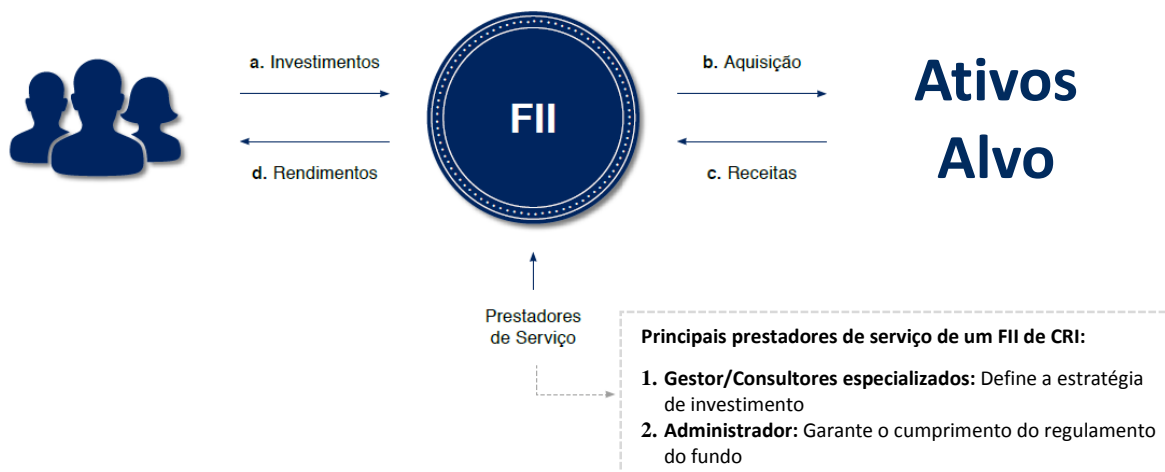 a. Investimentos
d. Rendimentos
FII
b. Aquisição
c. Receitas
Ativos
Alvo
Prestadores
de Serviço
Principais prestadores de serviço de um FII de CRI:
1. Gestor/Consultores especializados: Define a estratégia
de investimento
2. Administrador: Garante o cumprimento do regulamento
do fundo